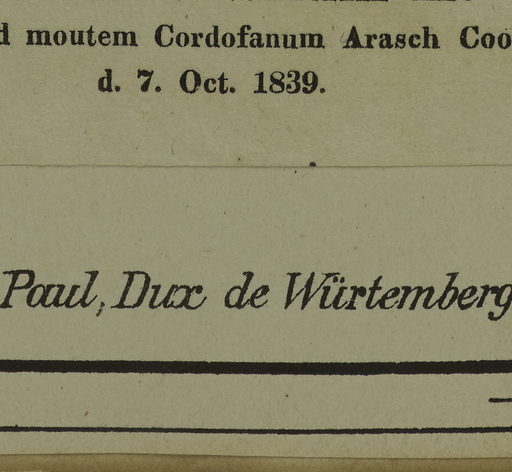 d moutem Cordofanum Arasch Coo
d. 7. Oct. 1839.
Paul, Dux de Würtemberg